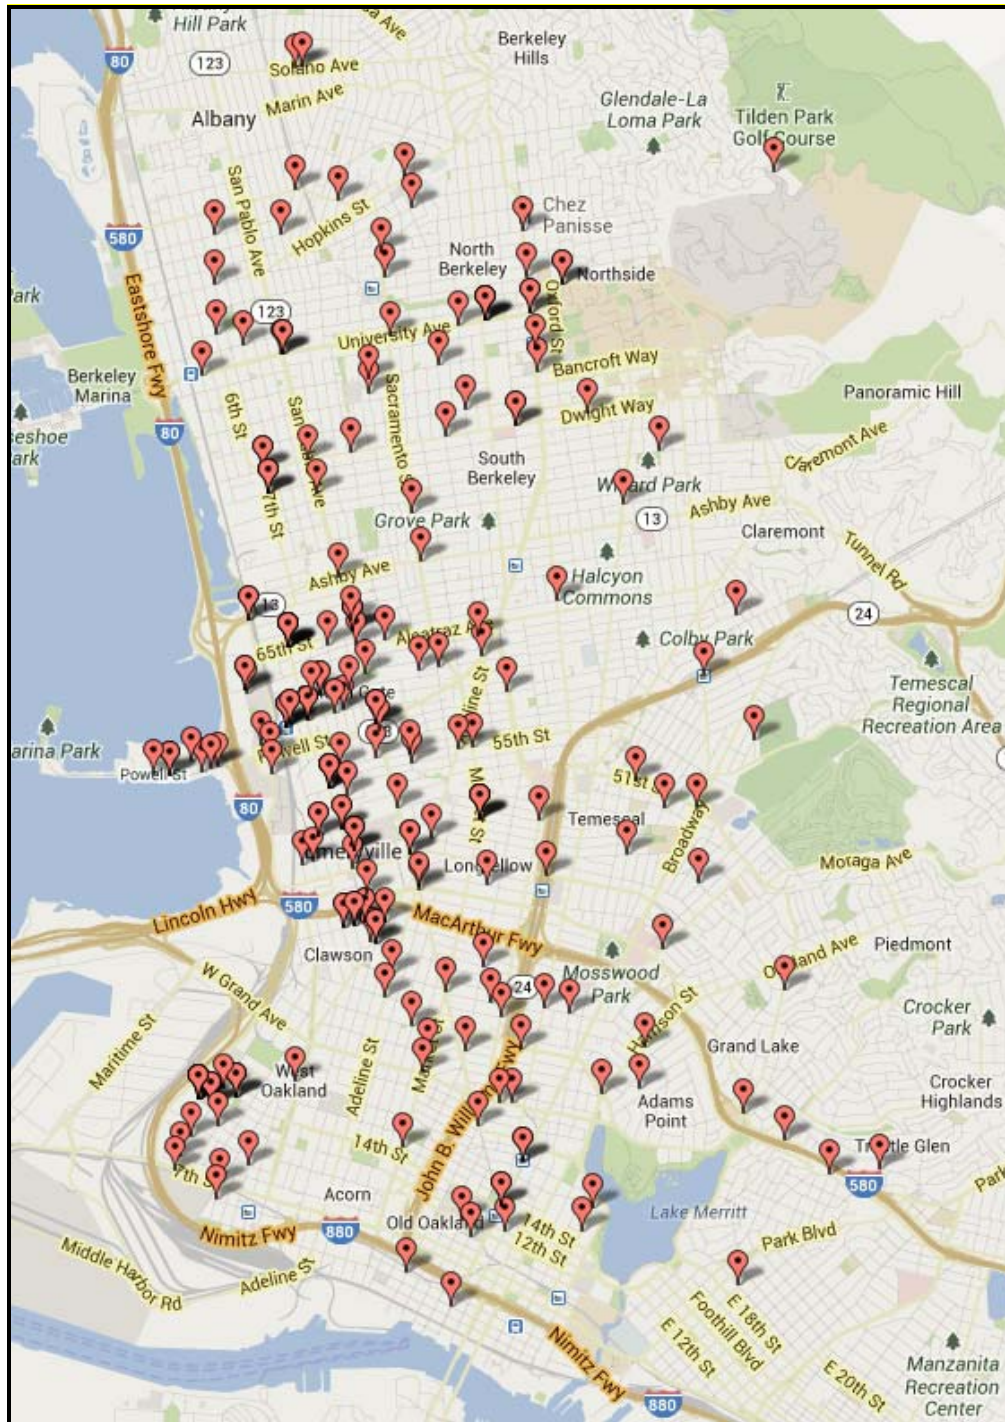 Hill Park
Ave
Berkeley
Hills
80
123
Solano Ave
Marin Ave
Albany
Glendale-La
Loma Park
Tilden Park
Golf Course
San Pablo Ave
Hopkins St
Chez
Panisse
580
North
Berkeley
Northside
Eastshore Fwy
123
University Ave
Oxford St
Bancroft Way
Berkeley
Marina
Panoramic Hill
Sacramento S
6th St
Dwight Way
80
Claremont Ave
South
Berkeley
7th St
Park
Ashby Ave
Grove Park
13
Claremont
Tunnel Rd
Ashby Ave
Halcyon
Commons
13
24
65th St
Colby Park
Temescal
Regional
Recreation Area
arina Park
55th St
Powell St
51st
80
Temescal
Broadway
Moraga Ave
Lincoln Hwy
580
MacArthur Fwy
Clawson
Piedmont
Mosswood
Park
24
W Grand Ave
Crocker
Park
Maritime St
Grand Lake
West
Oakland
Adeline St
Adams
Point
Crocker
Highlands
14th St
John B.
Fwy
7th S
580
Acorn
Old Oakland
Lake Merritt
Nimitz Fwy
880
14th St
12th St
Park Blvd
Park
Middle Harbor Rd
Adeline St
E 18th St
Foothill Blvd
E 12th St
Nimitz Fwy
E 20th St
Manzanita
Recreation
Center
880